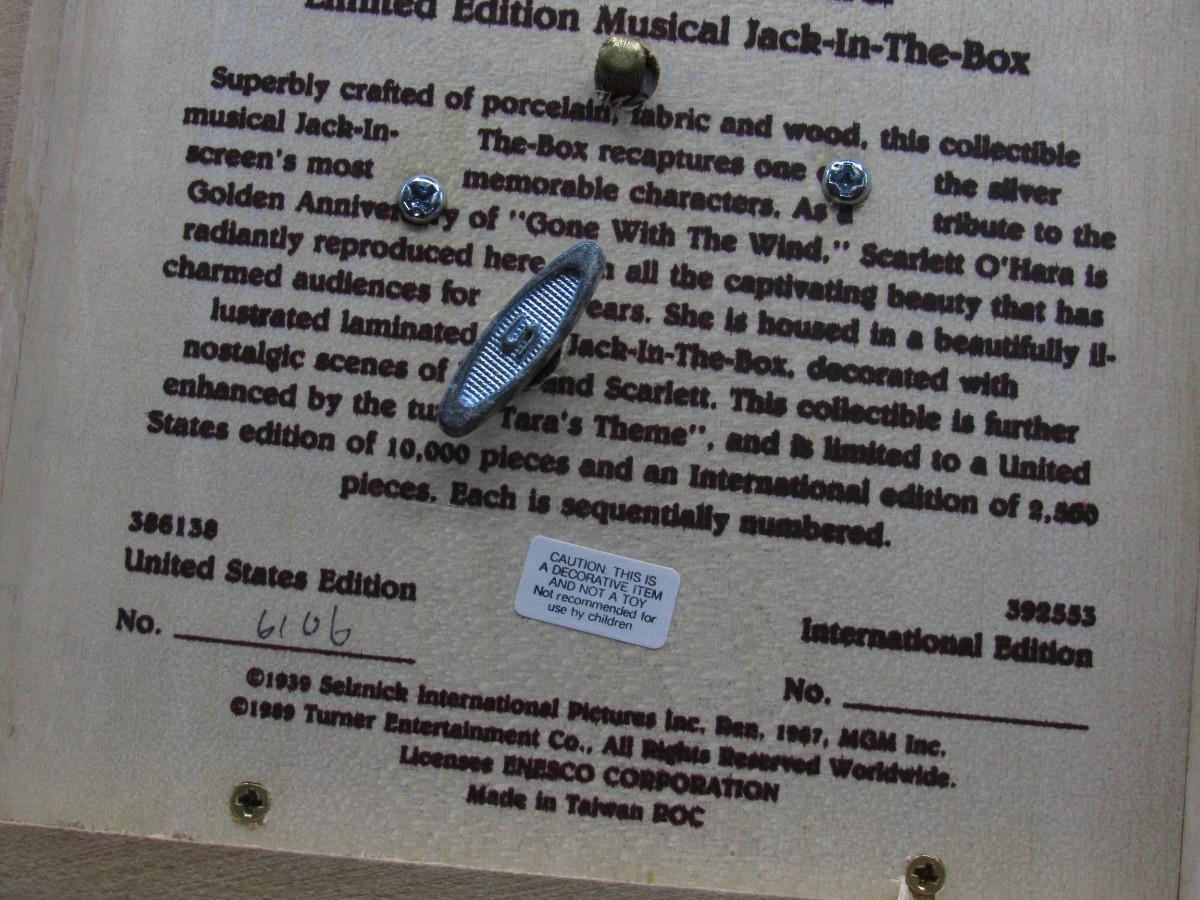 Limited Edition Musical Jack-In-The-Box
Superbly crafted of porcelain, fabric and wood, this collectible
musical Jack-In- The-Box recaptures one the silver
screen's most memorable characters. As tribute to the
Golden Anniversary of "Gone With The Wind," Scarlett O'Hara is
radiantly reproduced here all the captivating beauty that has
charmed audiences for ears. She is housed in a beautifully il-
lustrated laminated Jack-In-The-Box, decorated with
nostalgic scenes of and Scarlett. This collectible is further
enhanced by the tu "Tara's Theme", and is limited to a United
States edition of 10,000 pieces and an International edition of
pieces. Each is sequentially numbered.
386138
United States Edition
No. 6106
CAUTION: THIS IS
A DECORATIVE ITEM
AND NOT A TOY
Not recommended for
use by children
392553
International Edition
No.
©1939 Selznick International Pictures Inc. Ren. 1967, MGM Inc.
©1989 Turner Entertainment Co., All Rights Reserved Worldwide.
Licensee ENESCO CORPORATION
Made in Taiwan ROC